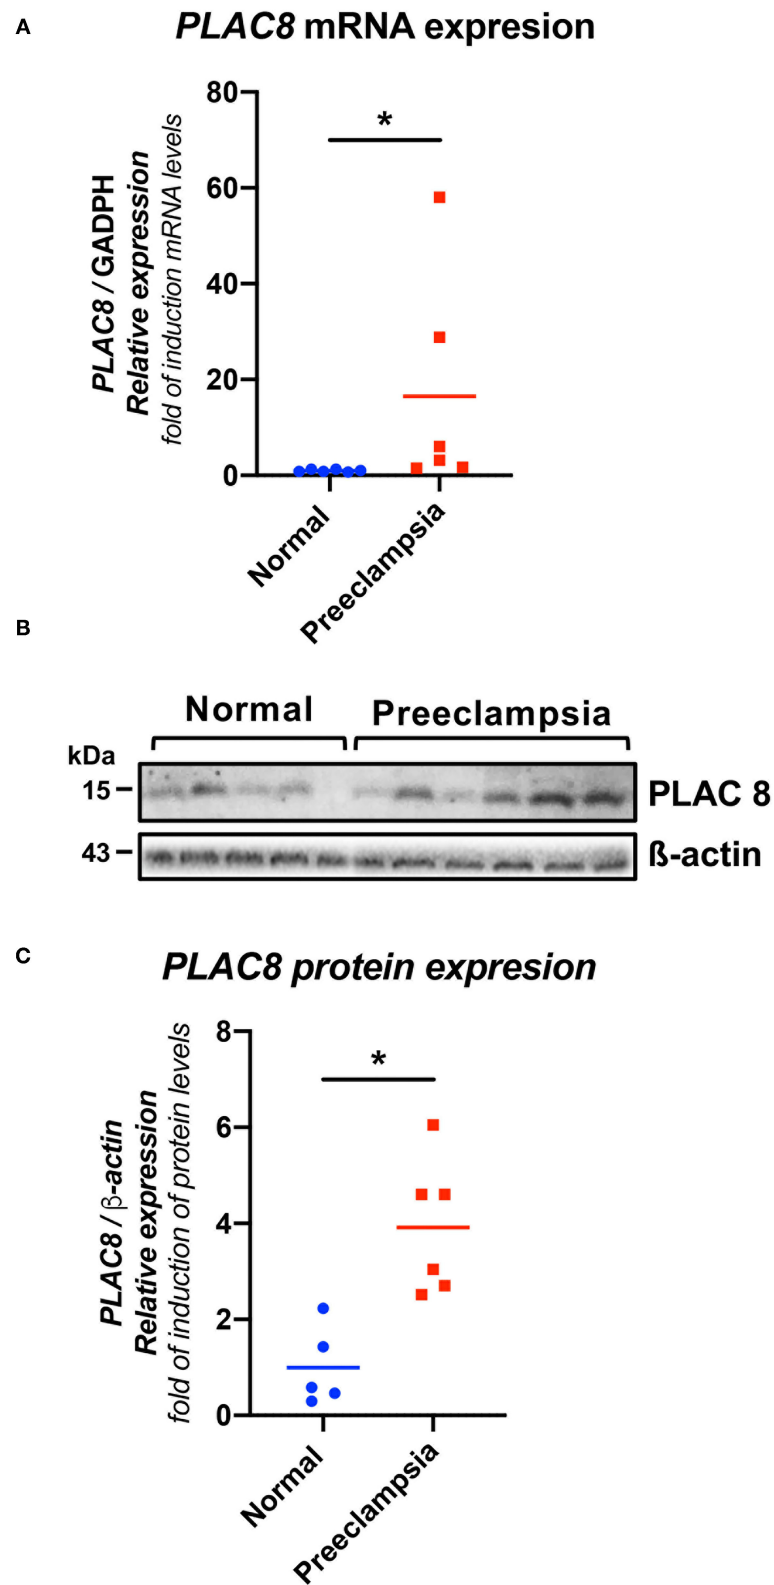 A
PLAC8 mRNA expresion
PLAC8 / GADPH
Relative expression
fold of induction mRNA levels
80
60
40
20
0
*
Normal
Preeclampsia
B
Normal
Preeclampsia
kDa
15
PLAC 8
43
ß-actin
C
PLAC8 protein expresion
PLAC8 / β-actin
Relative expression
fold of induction of protein levels
8
6
4
2
0
*
Normal
Preeclampsia